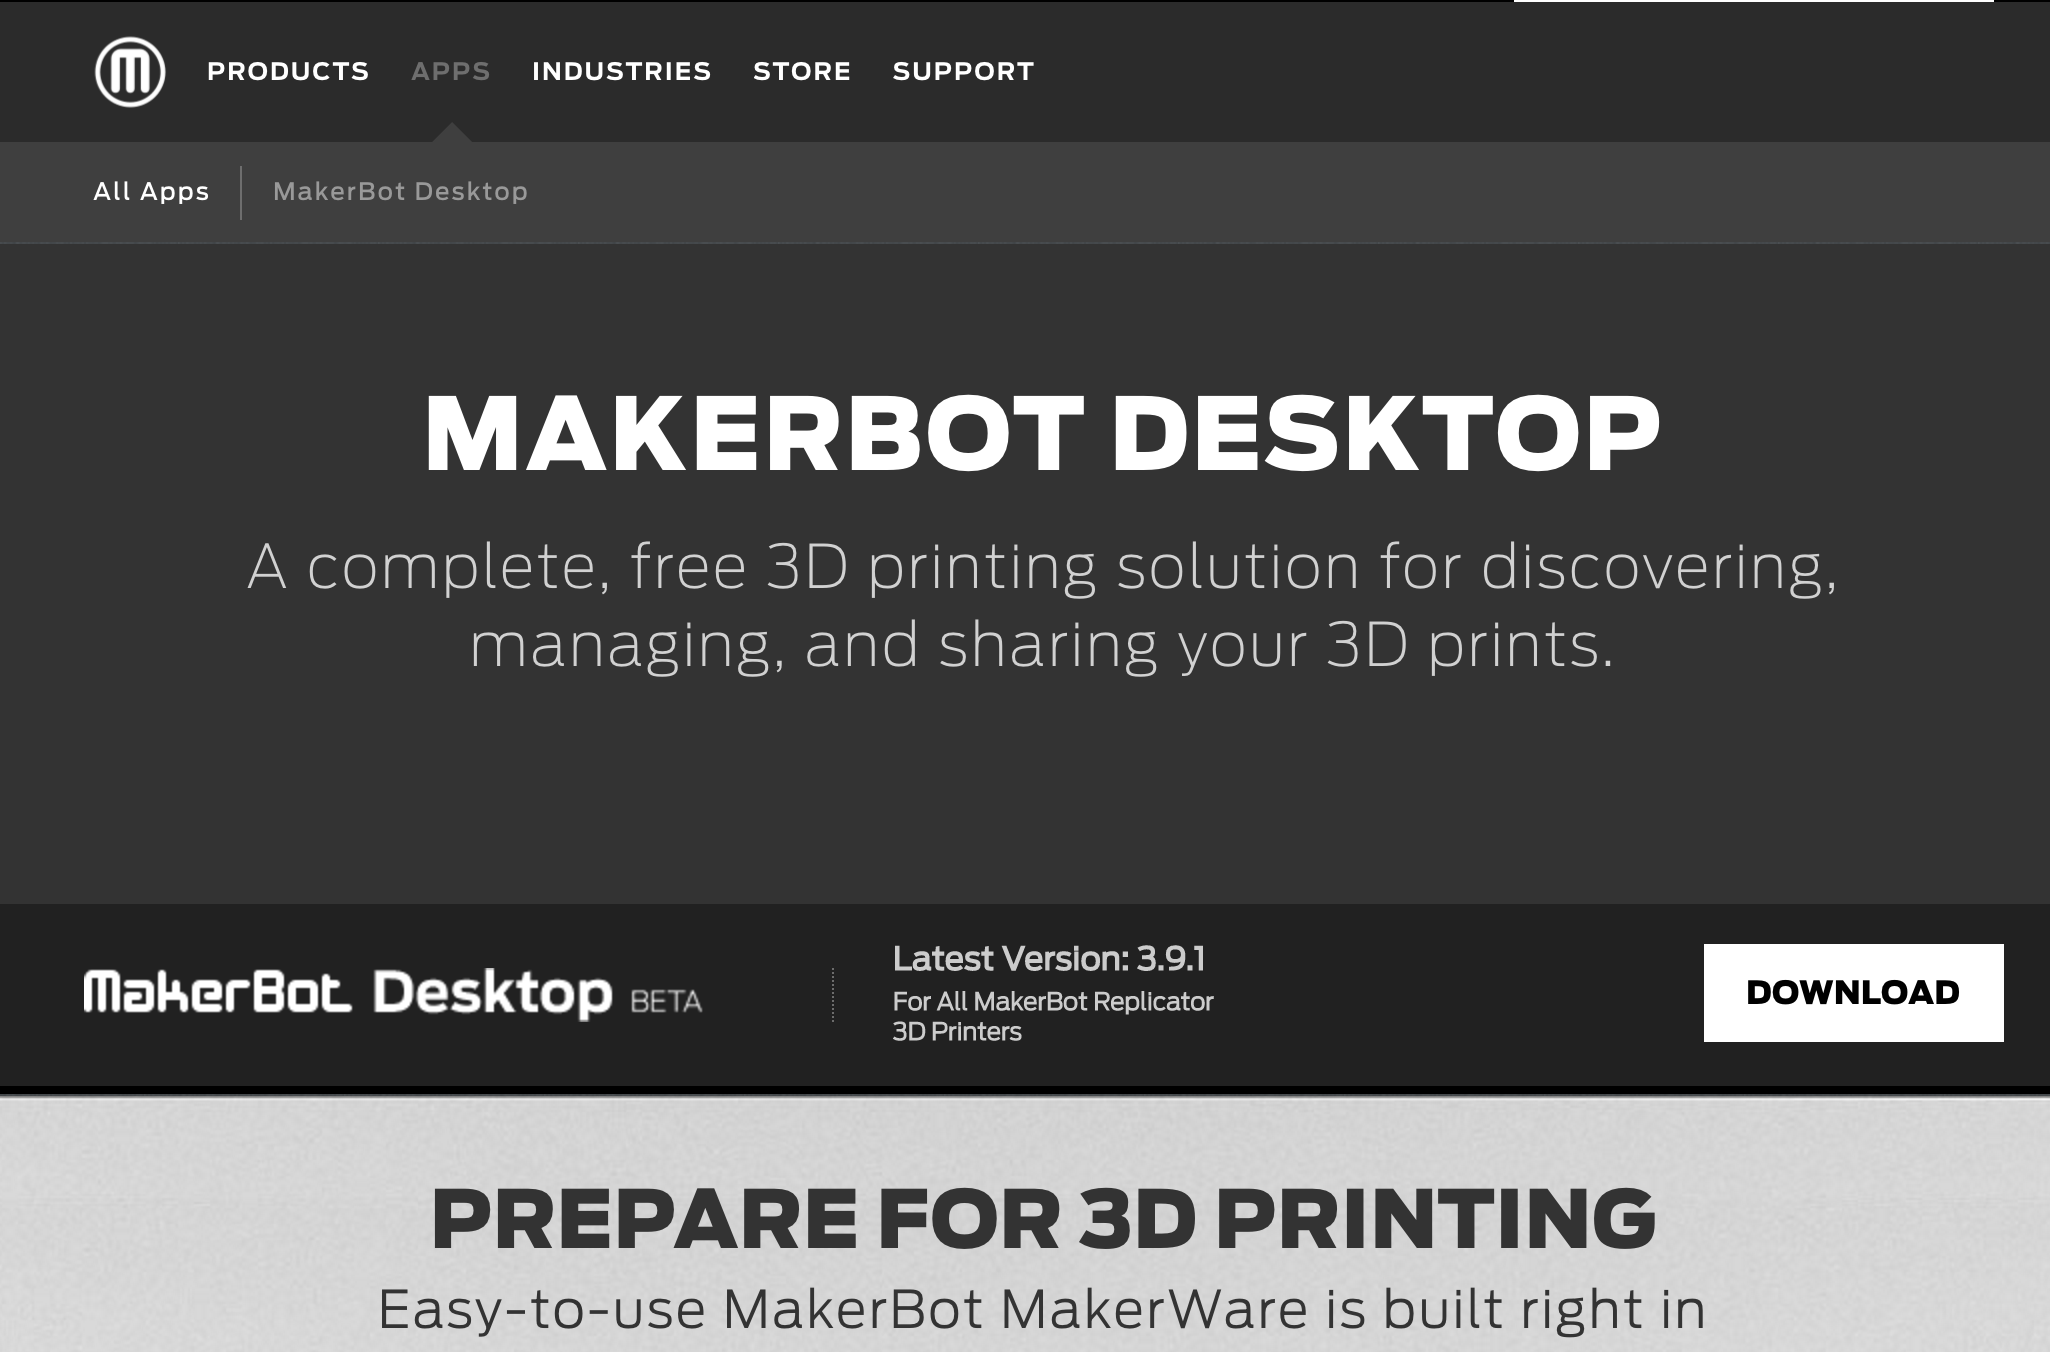 PRODUCTS APPS INDUSTRIES STORE SUPPORT
All Apps MakerBot Desktop
MAKERBOT DESKTOP
A complete, free 3D printing solution for discovering,
managing, and sharing your 3D prints.
MakerBot Desktop BETA
Latest Version: 3.9.1
For All MakerBot Replicator
3D Printers
DOWNLOAD
PREPARE FOR 3D PRINTING
Easy-to-use MakerBot MakerWare is built right in